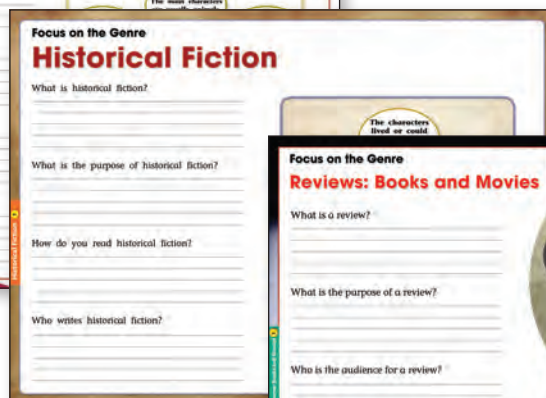 The main characters
Focus on the Genre
Historical Fiction
What is historical fiction?
What is the purpose of historical fiction?
How do you read historical fiction?
Who writes historical fiction?
The characters
lived or could
Historical Fiction
Focus on the Genre
Reviews: Books and Movies
What is a review?
What is the purpose of a review?
Who is the audience for a review?